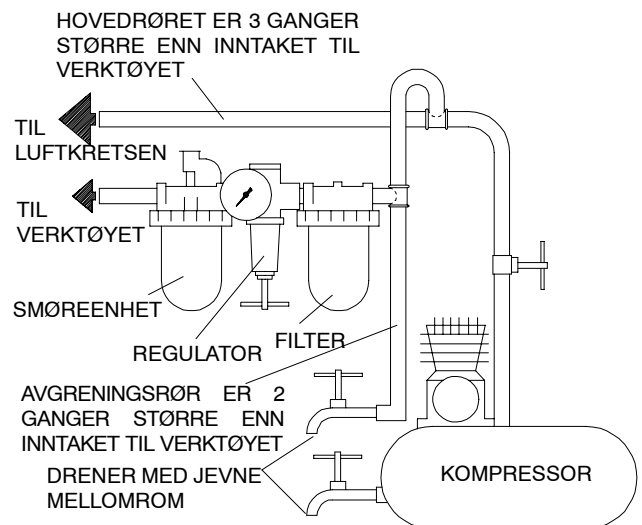 HOVEDRØRET ER 3 GANGER
STØRRE ENN INNTAKET TIL
VERKTØYET
TIL
LUFTKRETSEN
TIL
VERKTØYET
SMØREENHET
REGULATOR
FILTER
AVGRENINGSRØR ER 2
GANGER STØRRE ENN
INNTAKET TIL VERKTØYET
DRENER MED JEVNE
MELLOMROM
KOMPRESSOR